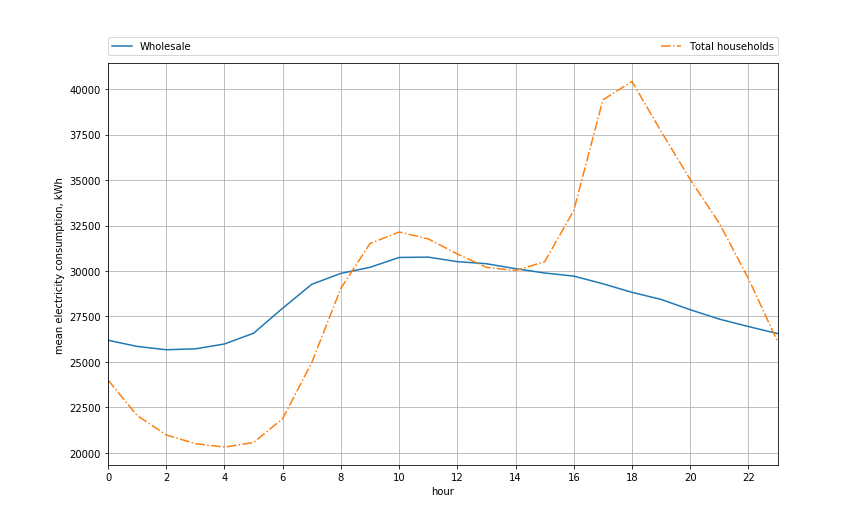 Wholesale
Total households
mean electricity consumption, kWh
40000
37500
35000
32500
30000
27500
25000
22500
20000
0 2 4 6 8 10 12 14 16 18 20 22
hour